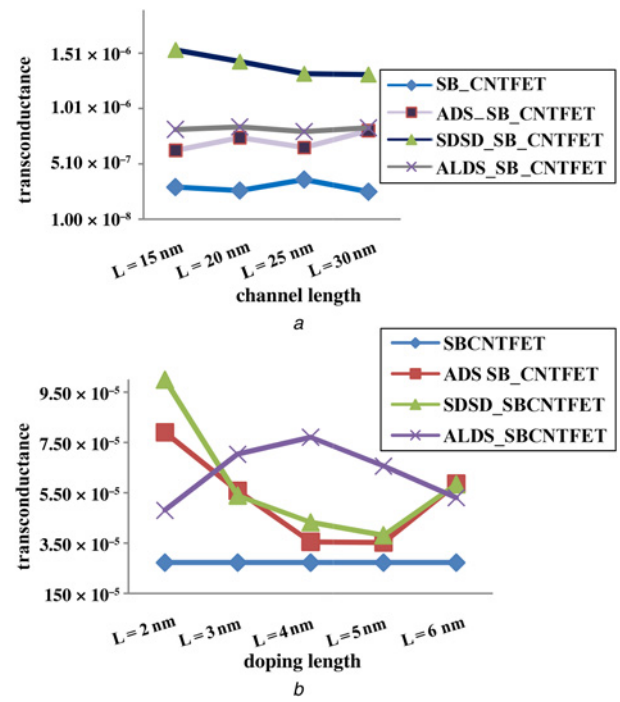 transconductance
1.51 × 10⁻⁶
1.01 × 10⁻⁶
5.10 × 10⁻⁷
1.00 × 10⁻⁸
SB_CNTFET
ADS_SB_CNTFET
SDSD_SB_CNTFET
ALDS_SB_CNTFET
L = 15 nm
L = 20 nm
L = 25 nm
L =30 nm
channel length
a
transconductance
9.50 × 10⁻⁵
7.50 × 10⁻⁵
5.50 × 10⁻⁵
3.50 × 10⁻⁵
150 × 10⁻⁵
SBCNTFET
ADS SB_CNTFET
SDSD_SBCNTFET
ALDS_SBCNTFET
L = 2 nm
L = 3 nm
L = 4 nm
L = 5 nm
L = 6 nm
doping length
b